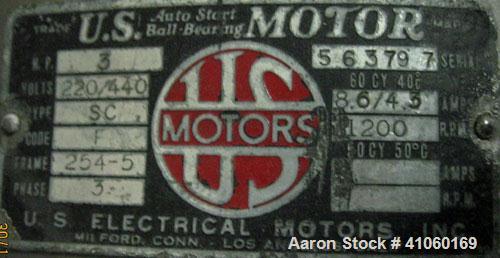 TRADE U.S. Auto Start Ball-Bearing MOTOR
H.P. 3 563797 SERIAL
60 CY 40°C
VOLTS 220/440 8.6/4.3 AMPS
TYPE SC MOTORS 1200 R.P.M.
CODE F 50 CY 50°C
FRAME 254-5 AMPS
PHASE 3 R.P.M.
US
U.S. ELECTRICAL MOTORS, INC.
MILFORD, CONN. - LOS
Aaron Stock # 41060169